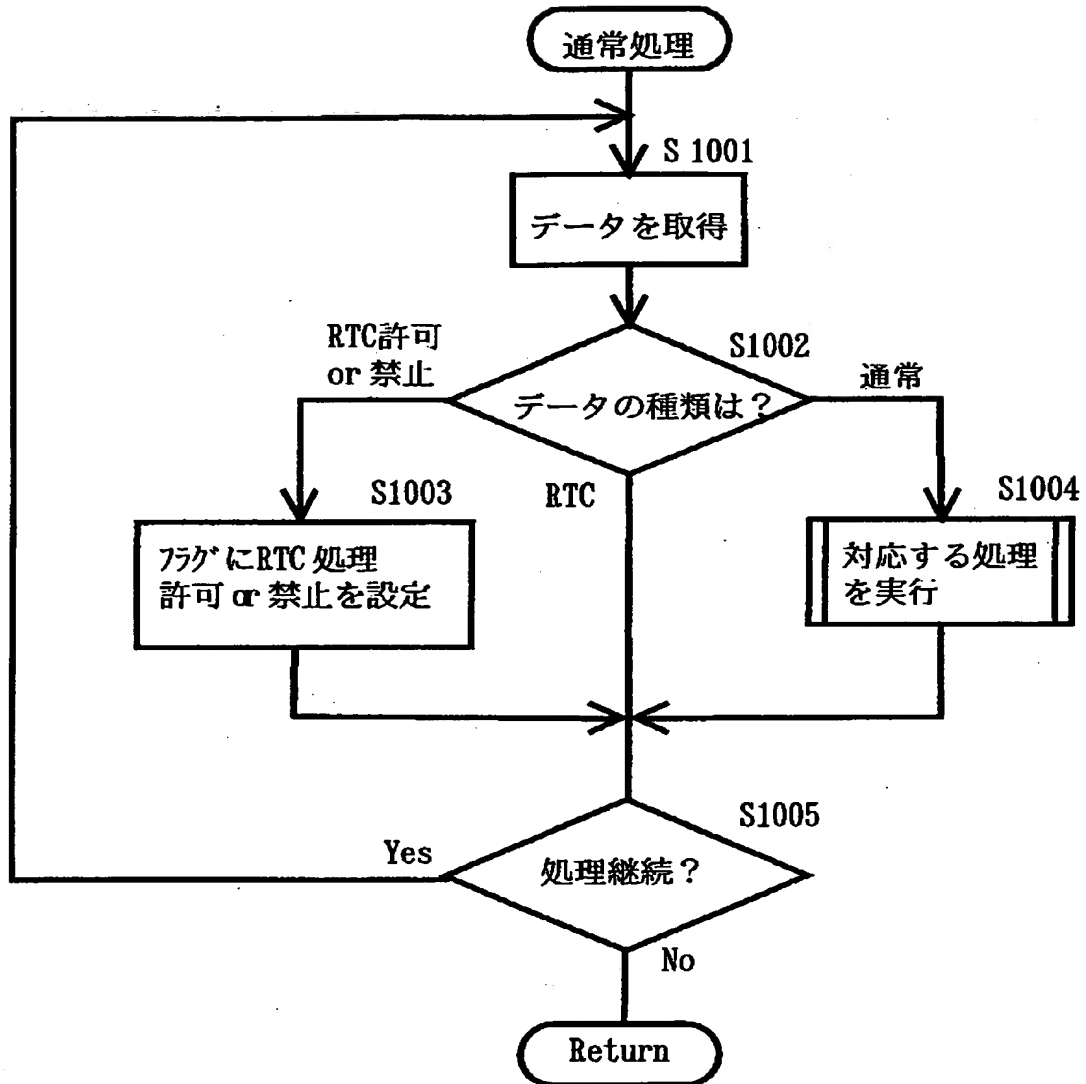 通常処理
S 1001
データを取得
RTC許可
or 禁止
S1002
通常
データの種類は？
S1003
RTC
S1004
ﾌﾗｸﾞにRTC 処理
許可 or 禁止を設定
対応する処理
を実行
S1005
Yes
処理継続？
No
Return